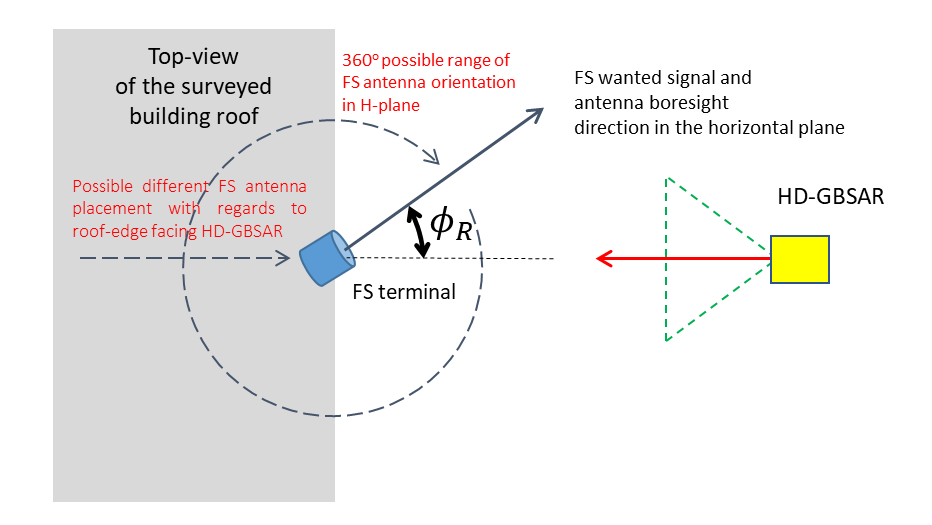 Top-view
of the surveyed
building roof
360° possible range of
FS antenna orientation
in H-plane
FS wanted signal and
antenna boresight
direction in the horizontal plane
Possible different FS antenna
placement with regards to
roof-edge facing HD-GBSAR
HD-GBSAR
ϕR
FS terminal